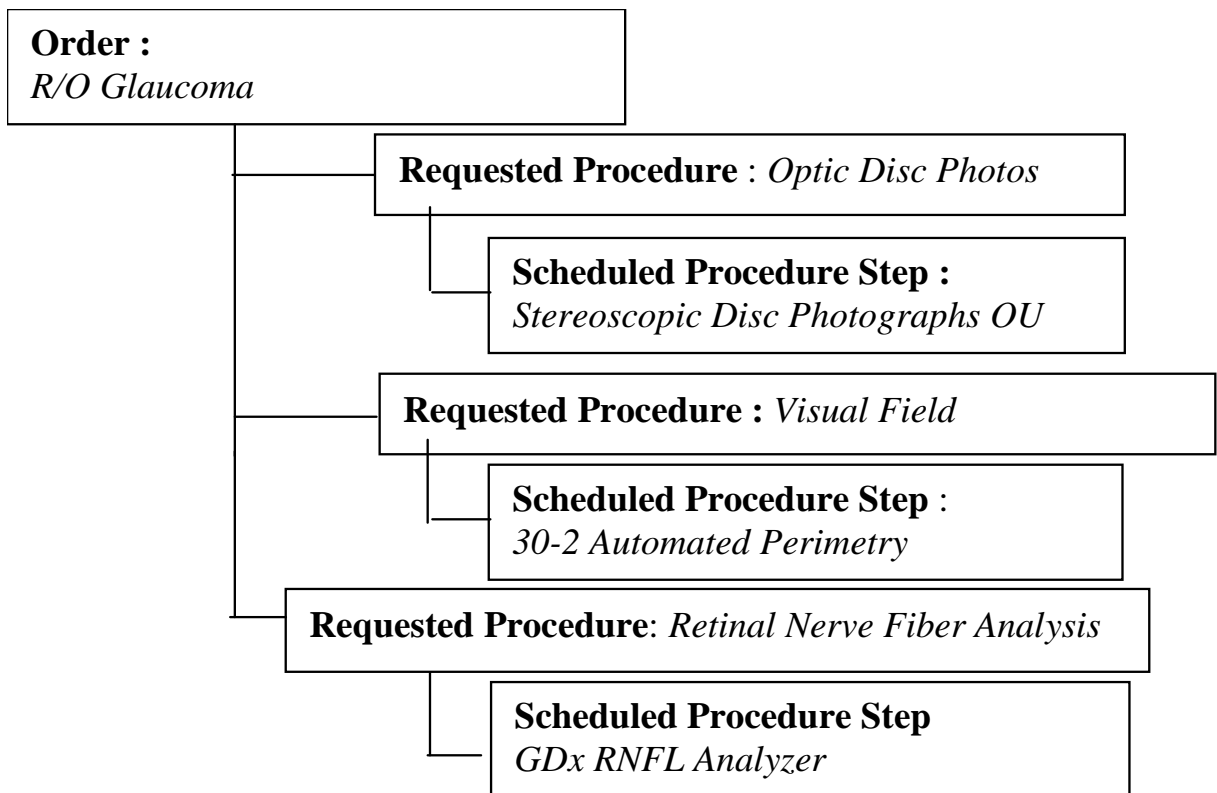 Order :
R/O Glaucoma
Requested Procedure : Optic Disc Photos
Scheduled Procedure Step :
Stereoscopic Disc Photographs OU
Requested Procedure : Visual Field
Scheduled Procedure Step :
30-2 Automated Perimetry
Requested Procedure: Retinal Nerve Fiber Analysis
Scheduled Procedure Step
GDx RNFL Analyzer